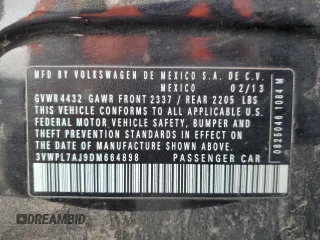 MFD BY VOLKSWAGEN DE MEXICO S.A. DE C.V.
MEXICO 02/13
GVWR 4432 GAWR FRONT 2337 / REAR 2205 LBS
THIS VEHICLE CONFORMS TO ALL APPLICABLE U.S.
FEDERAL MOTOR VEHICLE SAFETY, BUMPER AND
THEFT PREVENTION STANDARDS IN EFFECT ON THE
DATE OF MANUFACTURE SHOWN ABOVE.
3VWPL7AJ9DM664898 PASSENGER CAR
0825048 1084 M
DREAMBID